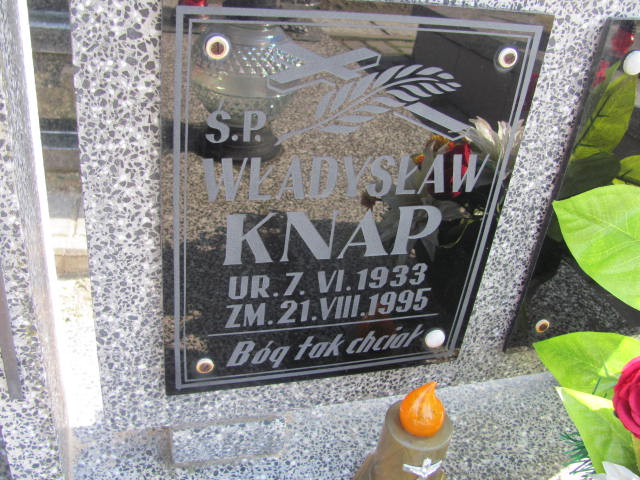 Ś.P.
WŁADYSŁAW
KNAP
UR. 7. VI. 1933
ZM. 21. VIII. 1995
Bóg tak chciał